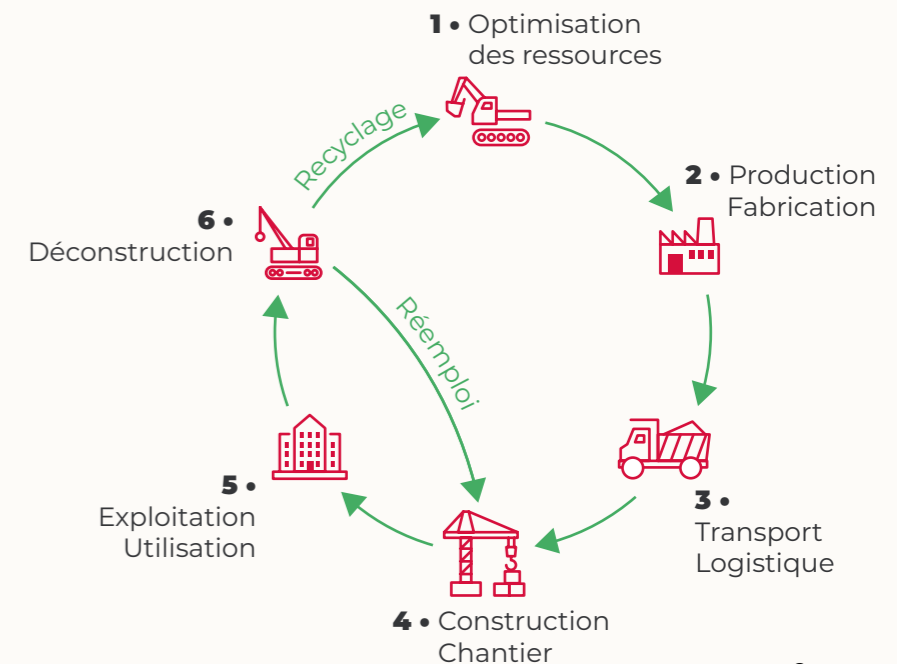 1 • Optimisation
des ressources
Recyclage
2 • Production
Fabrication
6 •
Déconstruction
Réemploi
5 •
Exploitation
Utilisation
3 •
Transport
Logistique
4 • Construction
Chantier